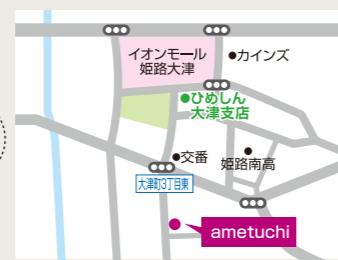 イオンモール
姫路大津
カインズ
ひめしん
大津支店
交番
姫路南高
大津町3丁目東
ametuchi